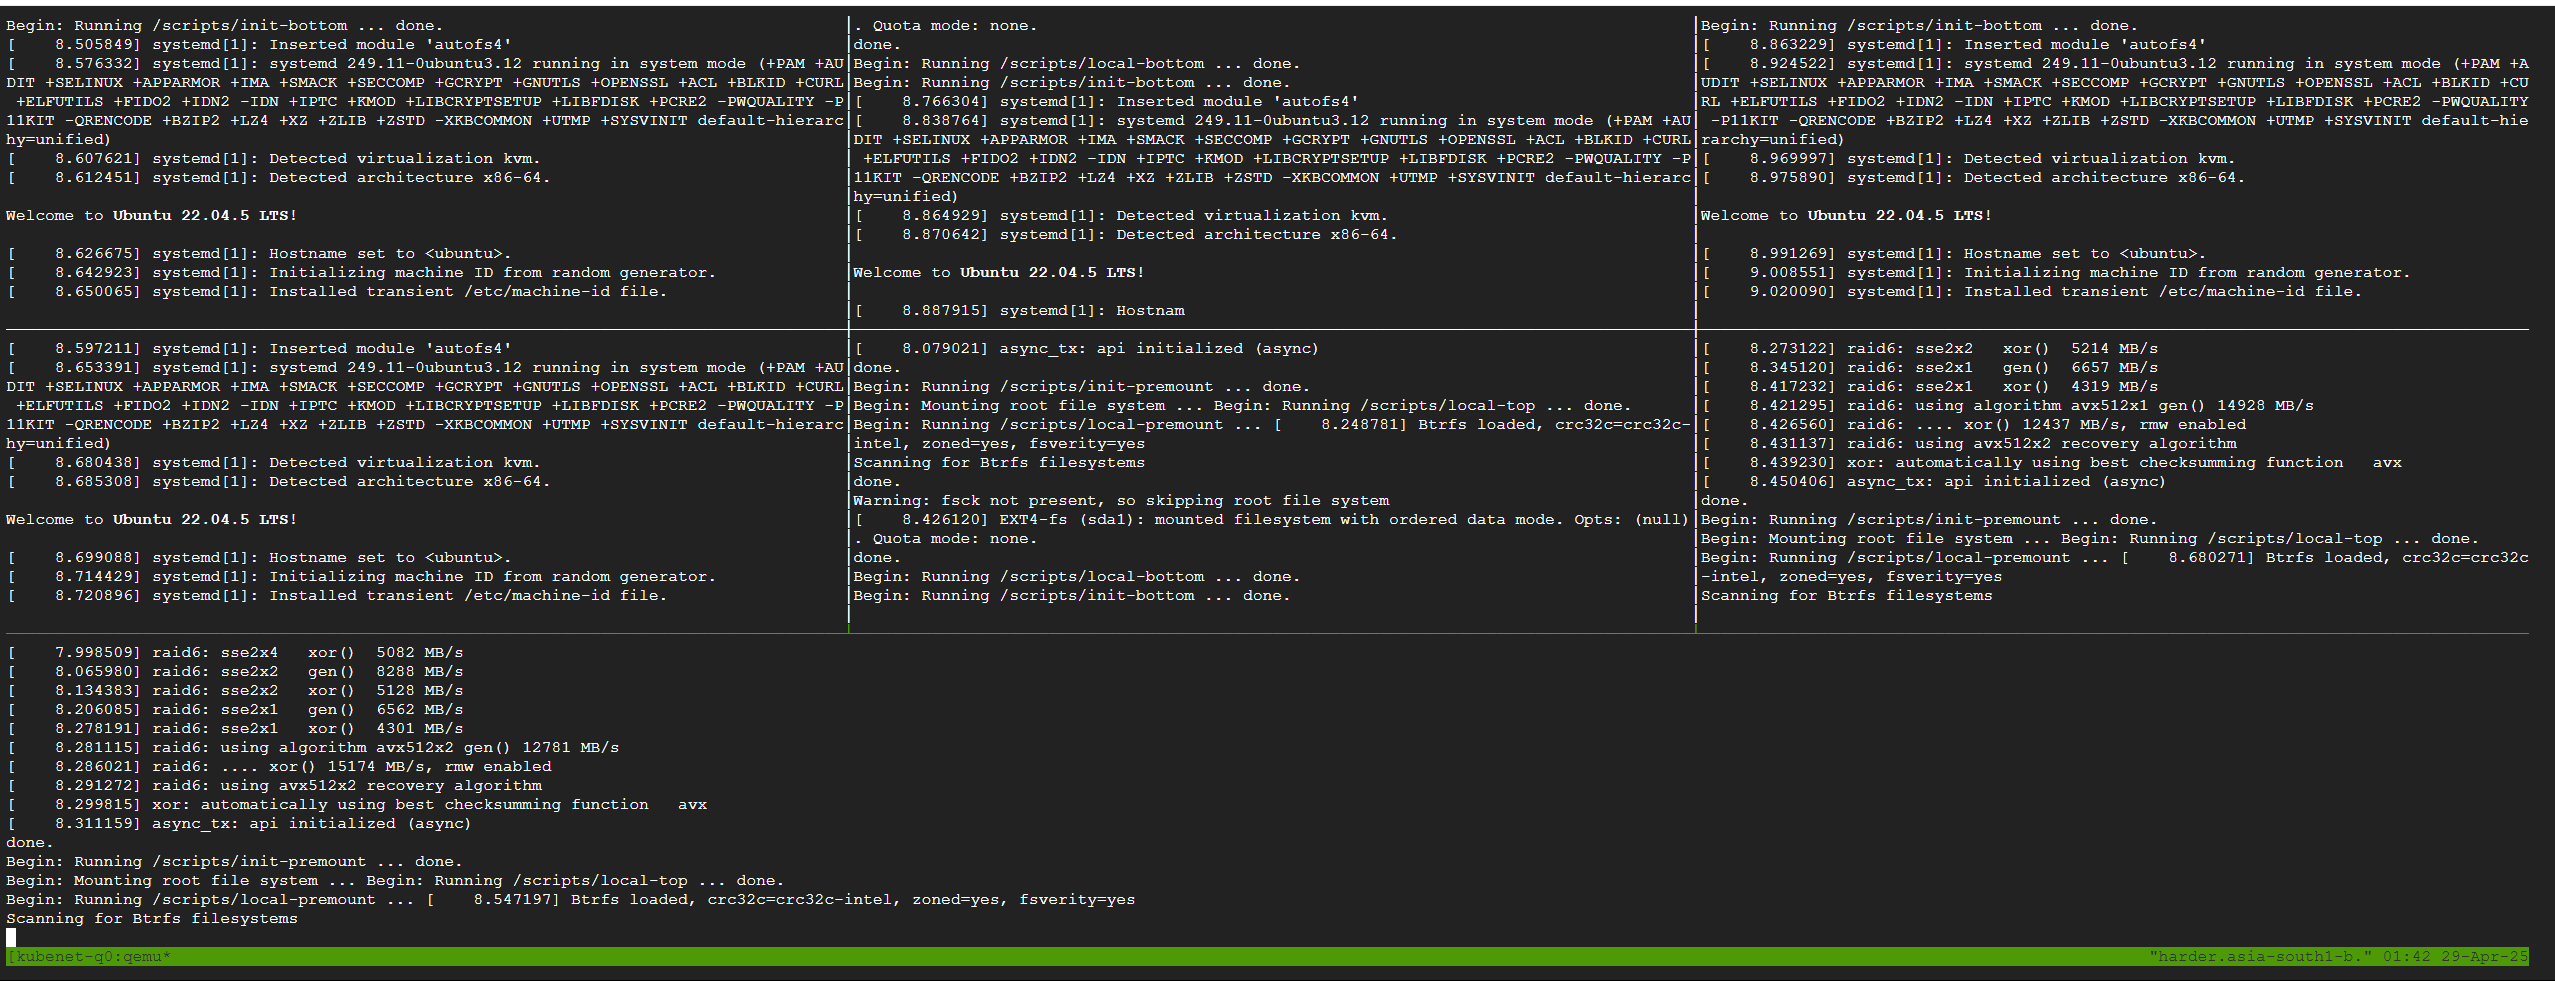 Begin: Running /scripts/init-bottom ... done.
[    8.505849] systemd[1]: Inserted module 'autofs4'
[    8.576332] systemd[1]: systemd 249.11-0ubuntu3.12 running in system mode (+PAM +AU
DIT +SELINUX +APPARMOR +IMA +SMACK +SECCOMP +GCRYPT +GNUTLS +OPENSSL +ACL +BLKID +CURL
 +ELFUTILS +FIDO2 +IDN2 -IDN +IPTC +KMOD +LIBCRYPTSETUP +LIBFDISK +PCRE2 -PWQUALITY -P
11KIT -QRENCODE +BZIP2 +LZ4 +XZ +ZLIB +ZSTD -XKBCOMMON +UTMP +SYSVINIT default-hierarc
hy=unified)
[    8.607621] systemd[1]: Detected virtualization kvm.
[    8.612451] systemd[1]: Detected architecture x86-64.
Welcome to Ubuntu 22.04.5 LTS!
[    8.626675] systemd[1]: Hostname set to <ubuntu>.
[    8.642923] systemd[1]: Initializing machine ID from random generator.
[    8.650065] systemd[1]: Installed transient /etc/machine-id file.
. Quota mode: none.
done.
Begin: Running /scripts/local-bottom ... done.
Begin: Running /scripts/init-bottom ... done.
[    8.766304] systemd[1]: Inserted module 'autofs4'
[    8.838764] systemd[1]: systemd 249.11-0ubuntu3.12 running in system mode (+PAM +AU
DIT +SELINUX +APPARMOR +IMA +SMACK +SECCOMP +GCRYPT +GNUTLS +OPENSSL +ACL +BLKID +CURL
 +ELFUTILS +FIDO2 +IDN2 -IDN +IPTC +KMOD +LIBCRYPTSETUP +LIBFDISK +PCRE2 -PWQUALITY -P
11KIT -QRENCODE +BZIP2 +LZ4 +XZ +ZLIB +ZSTD -XKBCOMMON +UTMP +SYSVINIT default-hierarc
hy=unified)
[    8.864929] systemd[1]: Detected virtualization kvm.
[    8.870642] systemd[1]: Detected architecture x86-64.
Welcome to Ubuntu 22.04.5 LTS!
[    8.887915] systemd[1]: Hostnam
Begin: Running /scripts/init-bottom ... done.
[    8.863229] systemd[1]: Inserted module 'autofs4'
[    8.924522] systemd[1]: systemd 249.11-0ubuntu3.12 running in system mode (+PAM +A
UDIT +SELINUX +APPARMOR +IMA +SMACK +SECCOMP +GCRYPT +GNUTLS +OPENSSL +ACL +BLKID +CU
RL +ELFUTILS +FIDO2 +IDN2 -IDN +IPTC +KMOD +LIBCRYPTSETUP +LIBFDISK +PCRE2 -PWQUALITY
 -P11KIT -QRENCODE +BZIP2 +LZ4 +XZ +ZLIB +ZSTD -XKBCOMMON +UTMP +SYSVINIT default-hie
rarchy=unified)
[    8.969997] systemd[1]: Detected virtualization kvm.
[    8.975890] systemd[1]: Detected architecture x86-64.
Welcome to Ubuntu 22.04.5 LTS!
[    8.991269] systemd[1]: Hostname set to <ubuntu>.
[    9.008551] systemd[1]: Initializing machine ID from random generator.
[    9.020090] systemd[1]: Installed transient /etc/machine-id file.
[    8.597211] systemd[1]: Inserted module 'autofs4'
[    8.653391] systemd[1]: systemd 249.11-0ubuntu3.12 running in system mode (+PAM +AU
DIT +SELINUX +APPARMOR +IMA +SMACK +SECCOMP +GCRYPT +GNUTLS +OPENSSL +ACL +BLKID +CURL
 +ELFUTILS +FIDO2 +IDN2 -IDN +IPTC +KMOD +LIBCRYPTSETUP +LIBFDISK +PCRE2 -PWQUALITY -P
11KIT -QRENCODE +BZIP2 +LZ4 +XZ +ZLIB +ZSTD -XKBCOMMON +UTMP +SYSVINIT default-hierarc
hy=unified)
[    8.680438] systemd[1]: Detected virtualization kvm.
[    8.685308] systemd[1]: Detected architecture x86-64.
Welcome to Ubuntu 22.04.5 LTS!
[    8.699088] systemd[1]: Hostname set to <ubuntu>.
[    8.714429] systemd[1]: Initializing machine ID from random generator.
[    8.720896] systemd[1]: Installed transient /etc/machine-id file.
[    8.079021] async_tx: api initialized (async)
done.
Begin: Running /scripts/init-premount ... done.
Begin: Mounting root file system ... Begin: Running /scripts/local-top ... done.
Begin: Running /scripts/local-premount ... [    8.248781] Btrfs loaded, crc32c=crc32c-
intel, zoned=yes, fsverity=yes
Scanning for Btrfs filesystems
done.
Warning: fsck not present, so skipping root file system
[    8.426120] EXT4-fs (sda1): mounted filesystem with ordered data mode. Opts: (null)
. Quota mode: none.
done.
Begin: Running /scripts/local-bottom ... done.
Begin: Running /scripts/init-bottom ... done.
[    8.273122] raid6: sse2x2   xor()  5214 MB/s
[    8.345120] raid6: sse2x1   gen()  6657 MB/s
[    8.417232] raid6: sse2x1   xor()  4319 MB/s
[    8.421295] raid6: using algorithm avx512x1 gen() 14928 MB/s
[    8.426560] raid6: .... xor() 12437 MB/s, rmw enabled
[    8.431137] raid6: using avx512x2 recovery algorithm
[    8.439230] xor: automatically using best checksumming function   avx
[    8.450406] async_tx: api initialized (async)
done.
Begin: Running /scripts/init-premount ... done.
Begin: Mounting root file system ... Begin: Running /scripts/local-top ... done.
Begin: Running /scripts/local-premount ... [    8.680271] Btrfs loaded, crc32c=crc32c
-intel, zoned=yes, fsverity=yes
Scanning for Btrfs filesystems
[    7.998509] raid6: sse2x4   xor()  5082 MB/s
[    8.065980] raid6: sse2x2   gen()  8288 MB/s
[    8.134383] raid6: sse2x2   xor()  5128 MB/s
[    8.206085] raid6: sse2x1   gen()  6562 MB/s
[    8.278191] raid6: sse2x1   xor()  4301 MB/s
[    8.281115] raid6: using algorithm avx512x2 gen() 12781 MB/s
[    8.286021] raid6: .... xor() 15174 MB/s, rmw enabled
[    8.291272] raid6: using avx512x2 recovery algorithm
[    8.299815] xor: automatically using best checksumming function   avx
[    8.311159] async_tx: api initialized (async)
done.
Begin: Running /scripts/init-premount ... done.
Begin: Mounting root file system ... Begin: Running /scripts/local-top ... done.
Begin: Running /scripts/local-premount ... [    8.547197] Btrfs loaded, crc32c=crc32c-intel, zoned=yes, fsverity=yes
Scanning for Btrfs filesystems
[kubenet-q0:qemu* "harder.asia-south1-b." 01:42 29-Apr-25